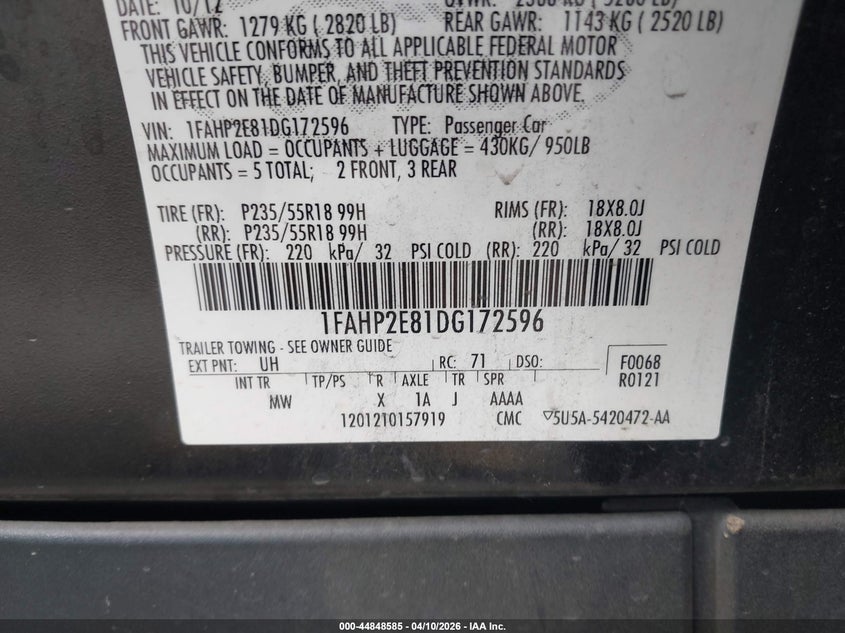 DATE: 10/12
FRONT GAWR: 1279 KG ( 2820 LB) REAR GAWR: 1143 KG ( 2520 LB)
THIS VEHICLE CONFORMS TO ALL APPLICABLE FEDERAL MOTOR
VEHICLE SAFETY, BUMPER, AND THEFT PREVENTION STANDARDS
IN EFFECT ON THE DATE OF MANUFACTURE SHOWN ABOVE.
VIN: 1FAHP2E81DG172596 TYPE: Passenger Car
MAXIMUM LOAD = OCCUPANTS + LUGGAGE = 430KG/ 950LB
OCCUPANTS = 5 TOTAL; 2 FRONT, 3 REAR
TIRE (FR): P235/55R18 99H RIMS (FR): 18X8.0J
(RR): P235/55R18 99H (RR): 18X8.0J
PRESSURE (FR): 220 kPa/ 32 PSI COLD (RR): 220 kPa/ 32 PSI COLD
1FAHP2E81DG172596
TRAILER TOWING - SEE OWNER GUIDE
EXT PNT: UH RC: 71 DSO: F0068
INT TR TP/PS R AXLE TR SPR R0121
MW X 1A J AAAA
1201210157919 CMC 5U5A-5420472-AA
000-44848585 - 04/10/2026 - IAA Inc.